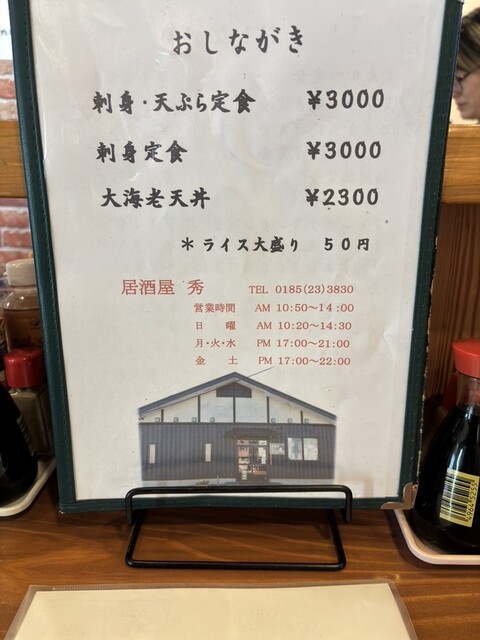 おしながき
刺身・天ぷら定食 ¥3000
刺身定食 ¥3000
大海老天丼 ¥2300
＊ライス大盛り ５０円
居酒屋 秀 TEL 0185(23)3830
営業時間 AM 10:50～14:00
日 曜 AM 10:20～14:30
月・火・水 PM 17:00～21:00
金 土 PM 17:00～22:00